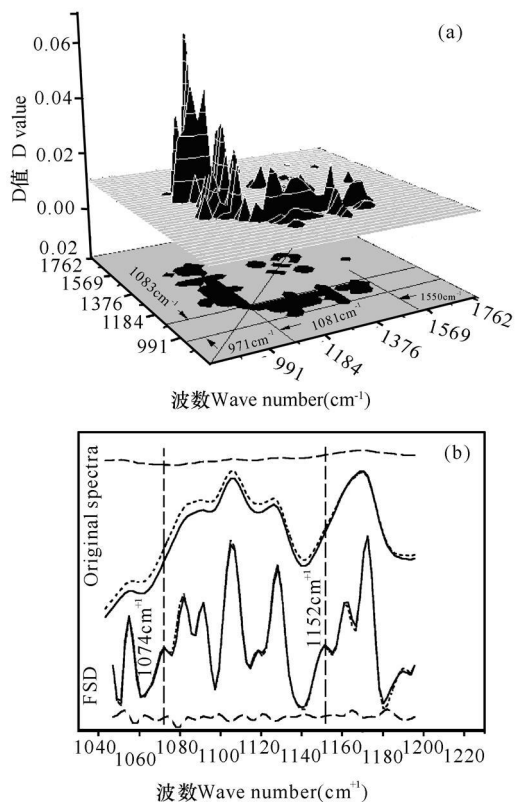 (a)
0.06
0.04
0.02
0.00
0.02
D值 D value
1762
1569
1376
1184
991
1083cm⁻¹
971cm⁻¹
1081cm⁻¹
1550cm⁻¹
991
1184
1376
1569
1762
波数Wave number(cm⁻¹)
(b)
Original spectra
FSD
1074cm⁺¹
1152cm⁺¹
1040 1080 1100 1140 1160 1200
1060 1120 1180 1220
波数Wave number(cm⁺¹)